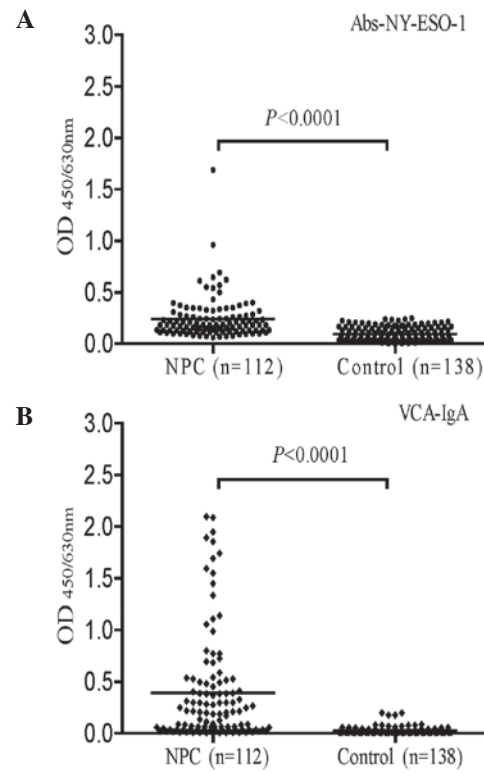 A
Abs-NY-ESO-1
3.0
2.5
2.0
1.5
1.0
0.5
0.0
OD 450/630nm
P<0.0001
NPC (n=112)
Control (n=138)
B
VCA-IgA
3.0
2.5
2.0
1.5
1.0
0.5
0.0
OD 450/630nm
P<0.0001
NPC (n=112)
Control (n=138)